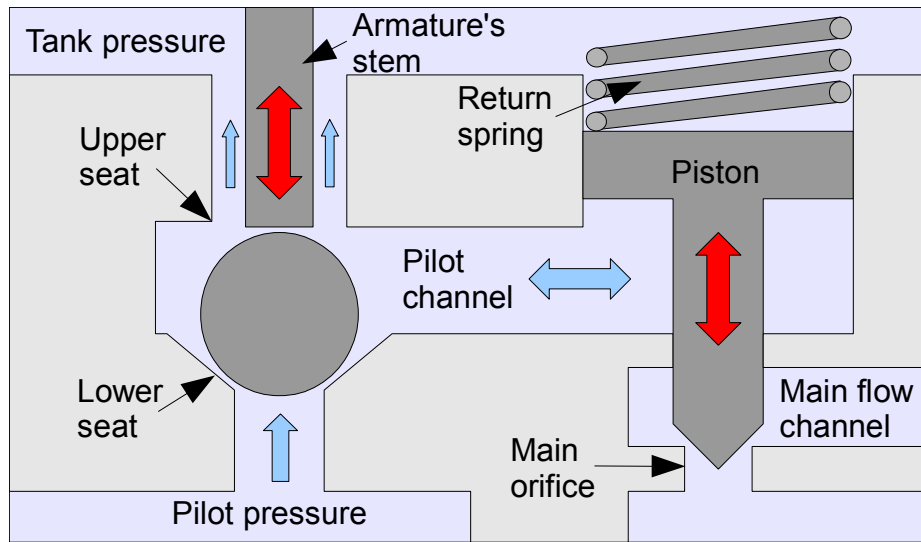 Tank pressure
Armature's
stem
Return
spring
Upper
seat
Piston
Pilot
channel
Lower
seat
Main flow
channel
Main
orifice
Pilot pressure